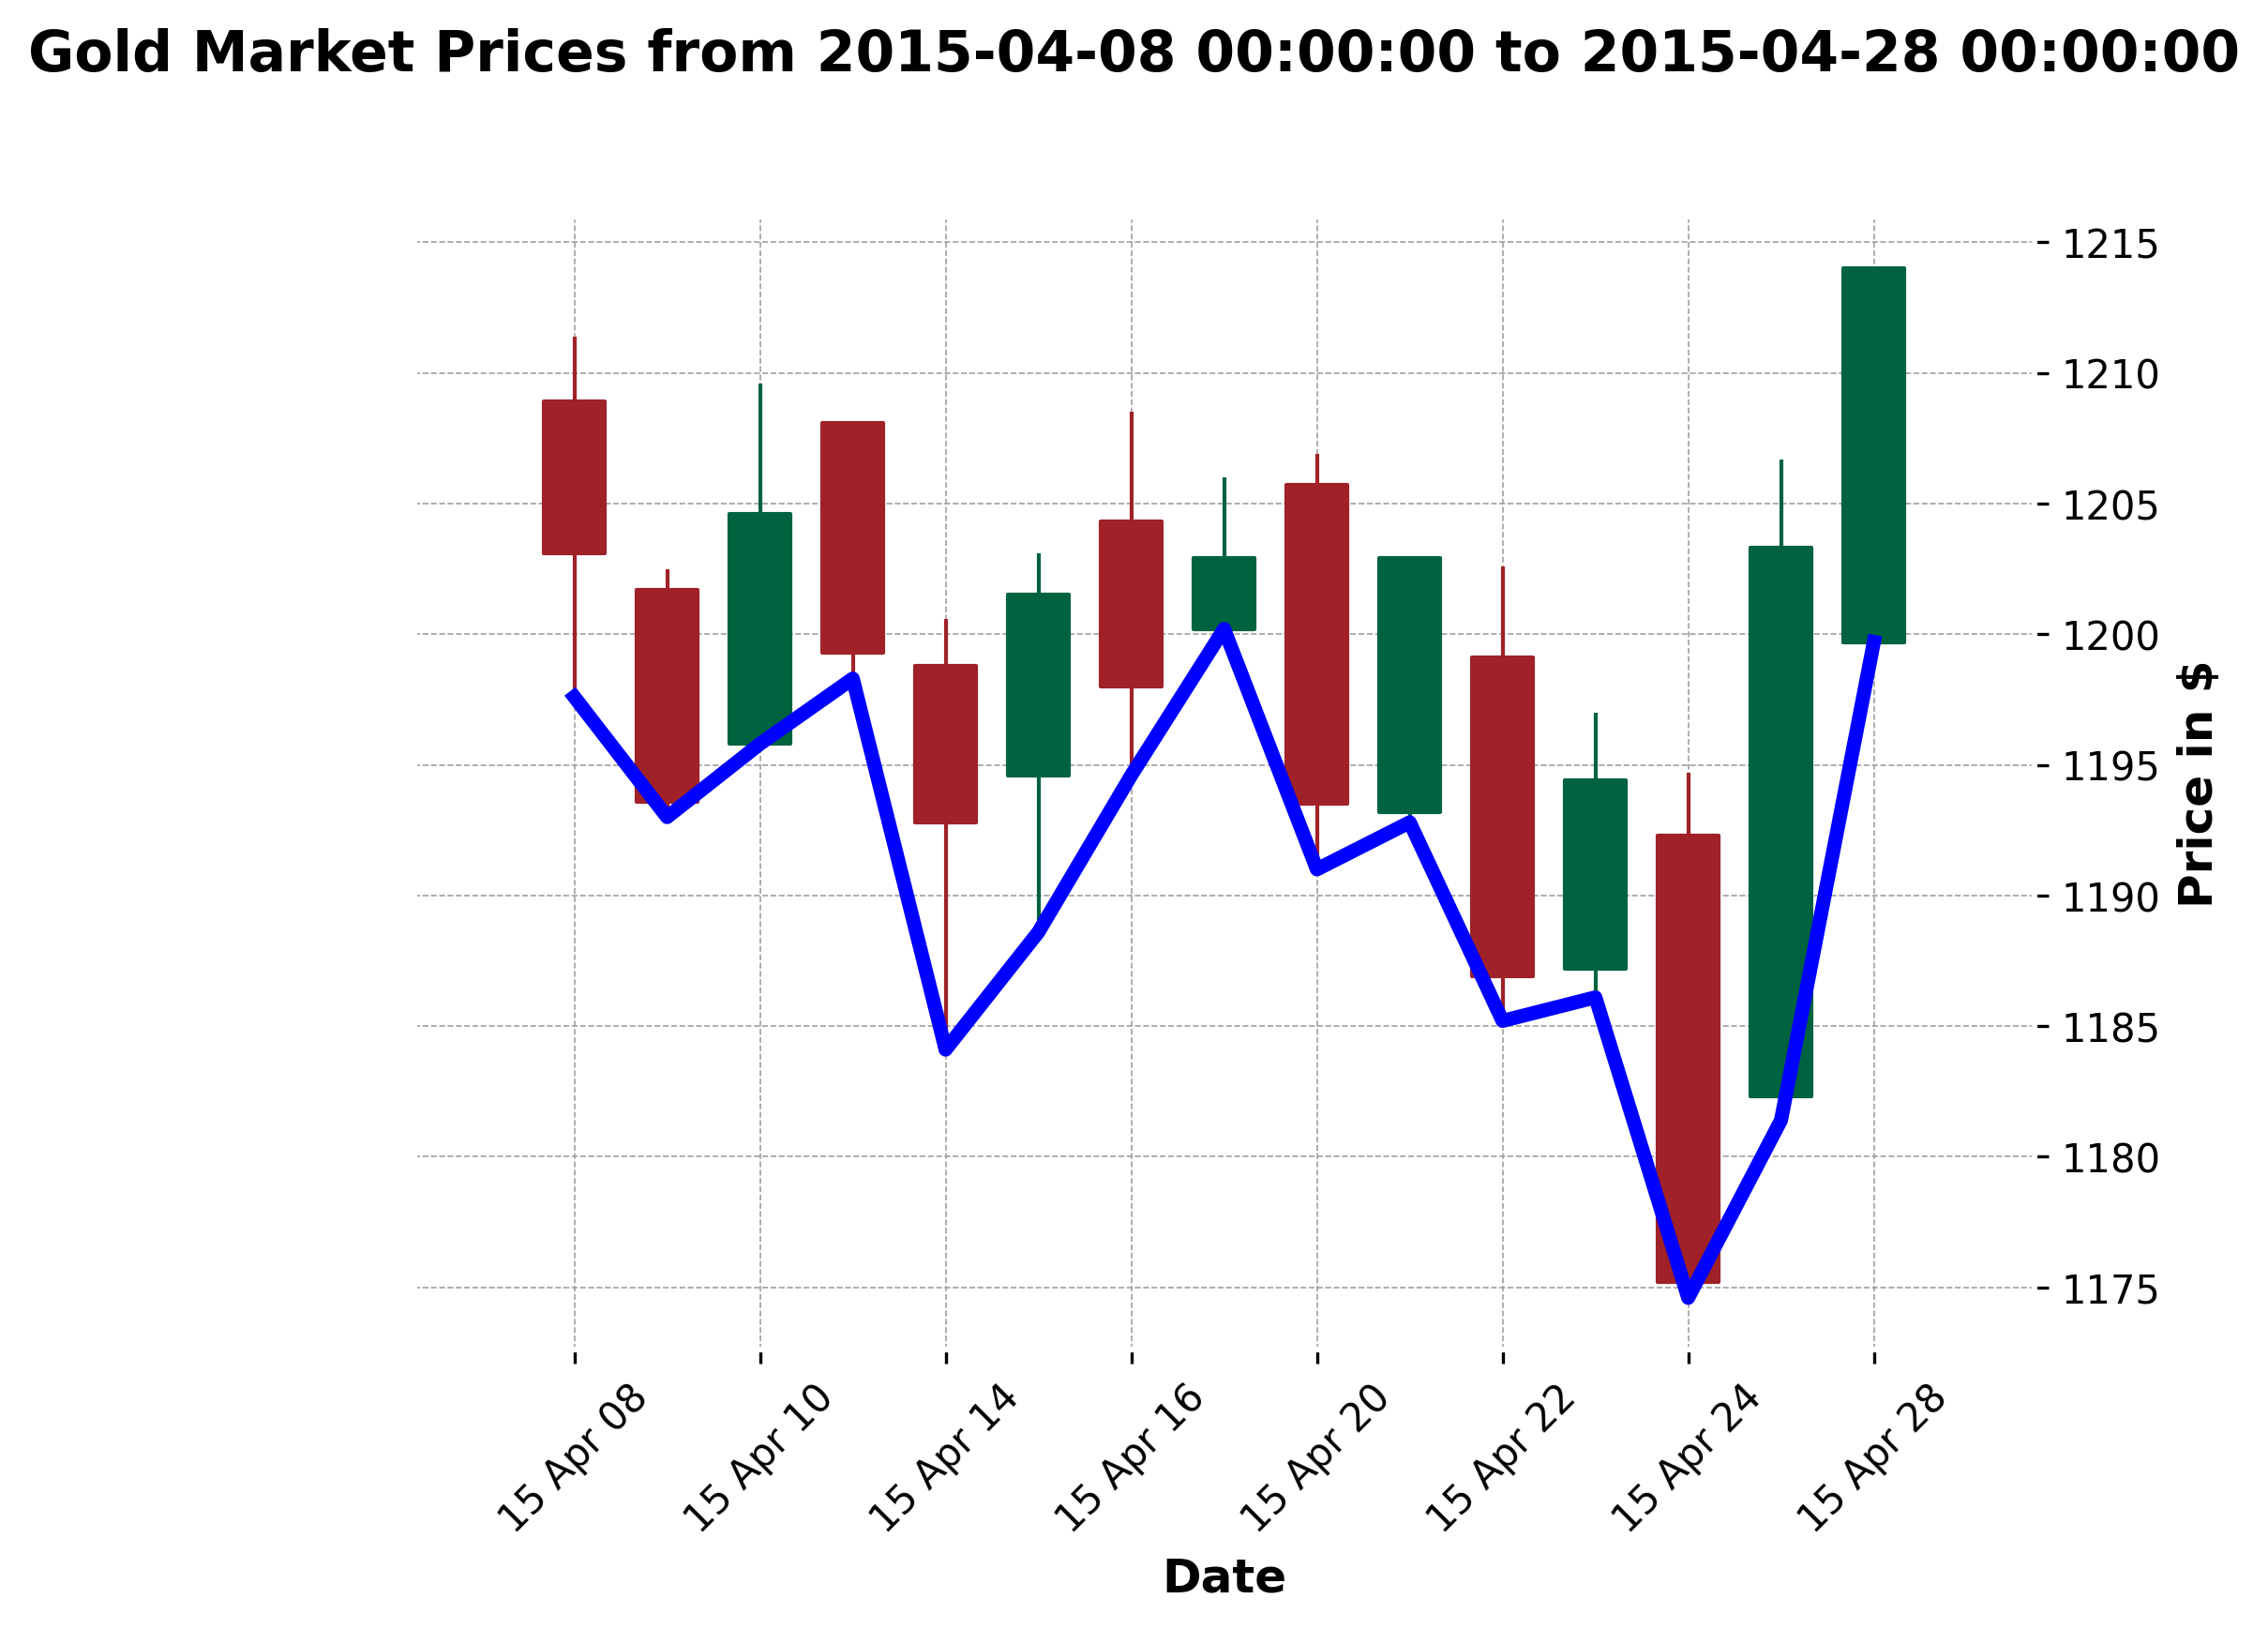 Gold Market Prices from 2015-04-08 00:00:00 to 2015-04-28 00:00:00
1215
1210
1205
1200
1195
1190
1185
1180
1175
Price in $
15 Apr 08
15 Apr 10
15 Apr 14
15 Apr 16
15 Apr 20
15 Apr 22
15 Apr 24
15 Apr 28
Date